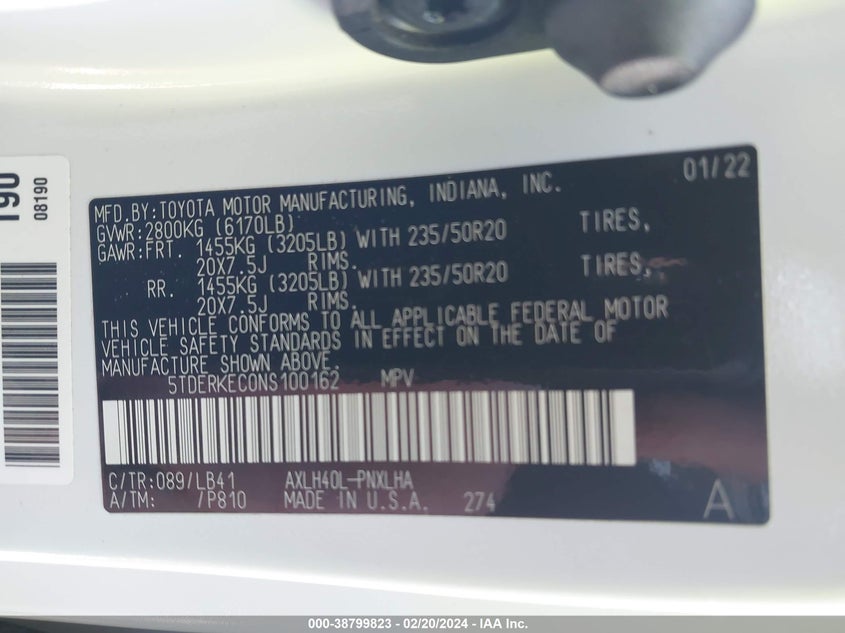 190
08190
MFD.BY:TOYOTA MOTOR MANUFACTURING, INDIANA, INC. 01/22
GVWR:2800KG (6170LB)
GAWR:FRT. 1455KG (3205LB) WITH 235/50R20 TIRES,
20X7.5J RIMS.
RR. 1455KG (3205LB) WITH 235/50R20 TIRES,
20X7.5J RIMS.
THIS VEHICLE CONFORMS TO ALL APPLICABLE FEDERAL MOTOR
VEHICLE SAFETY STANDARDS IN EFFECT ON THE DATE OF
MANUFACTURE SHOWN ABOVE.
5TDERKEC0NS100162 MPV
C/TR:089/LB41 AXLH40L-PNXLHA
A/TM: /P810 MADE IN U.S.A. 274 A
000-38799823 - 02/20/2024 - IAA Inc.